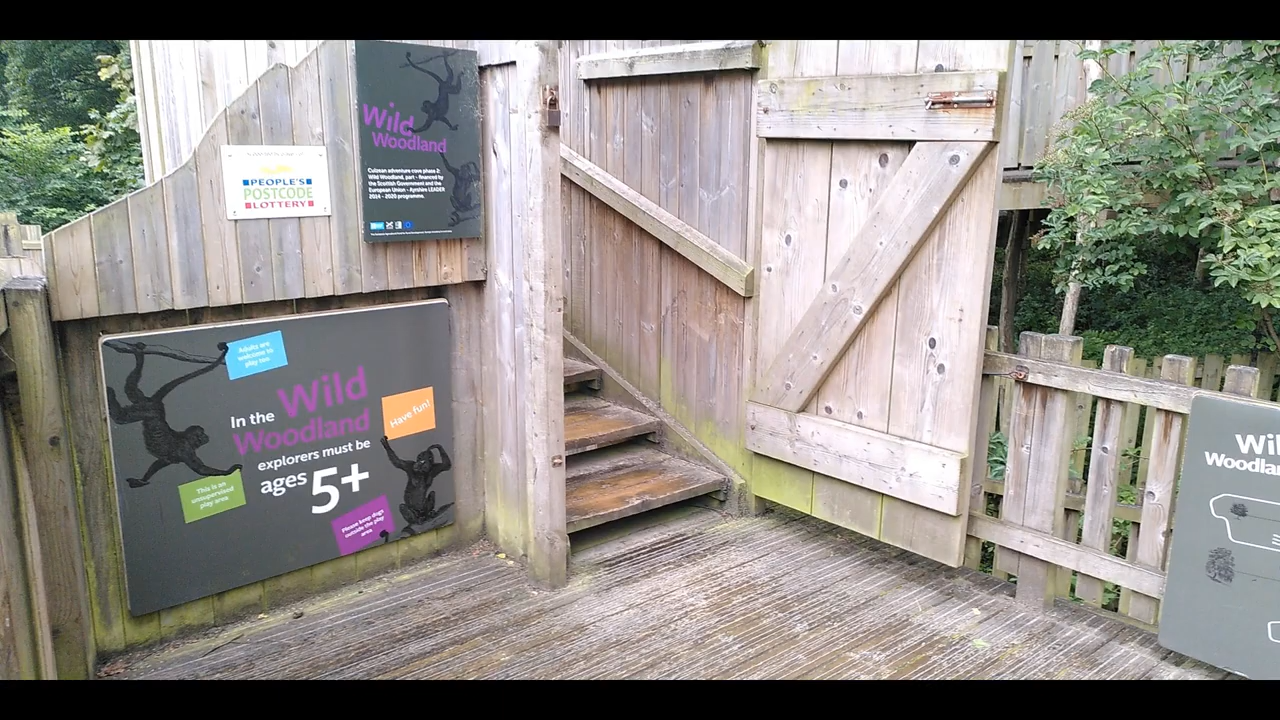 PEOPLE'S
POSTCODE
LOTTERY
Wild
Woodland
Culzean adventure cove phase 2:
Wild Woodland, part - financed by
the Scottish Government and the
European Union - Ayrshire LEADER
2014 - 2020 programme.
Adults are
welcome to
play too.
In the Wild
Woodland
explorers must be
ages 5+
Have fun!
This is an
unsupervised
play area.
Please keep dogs
outside the play
area.
Wil
Woodla